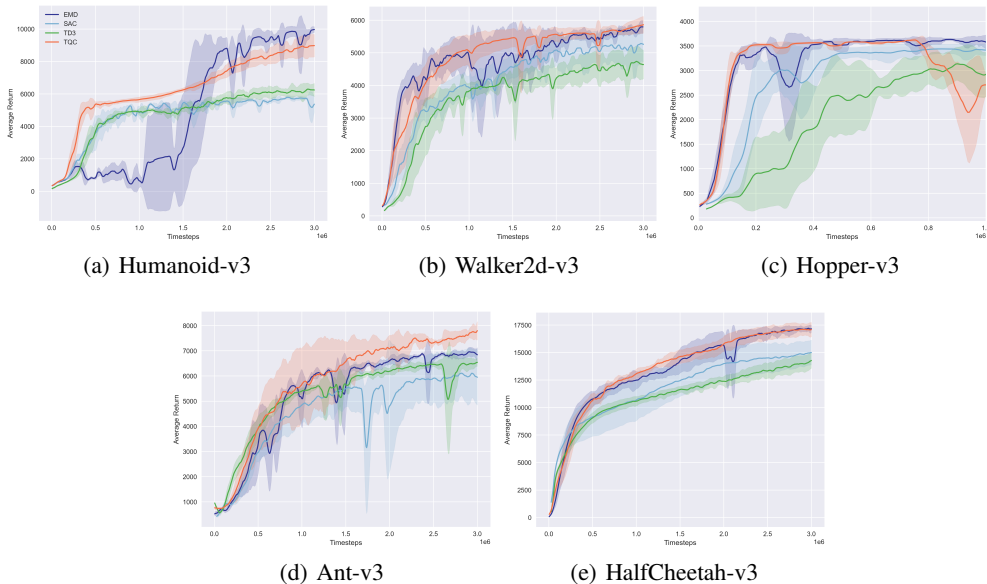 EMD
SAC
TD3
TQC
10000
8000
6000
4000
2000
0
Average Return
0.0 0.5 1.0 1.5 2.0 2.5 3.0
Timesteps
1e6
(a) Humanoid-v3
6000
5000
4000
3000
2000
1000
0
Average Return
0.0 0.5 1.0 1.5 2.0 2.5 3.0
Timesteps
1e6
(b) Walker2d-v3
4000
3500
3000
2500
2000
1500
1000
500
0
Average Return
0.0 0.2 0.4 0.6 0.8 1.0
Timesteps
1e6
(c) Hopper-v3
8000
7000
6000
5000
4000
3000
2000
1000
Average Return
0.0 0.5 1.0 1.5 2.0 2.5 3.0
Timesteps
1e6
(d) Ant-v3
17500
15000
12500
10000
7500
5000
2500
0
Average Return
0.0 0.5 1.0 1.5 2.0 2.5 3.0
Timesteps
1e6
(e) HalfCheetah-v3